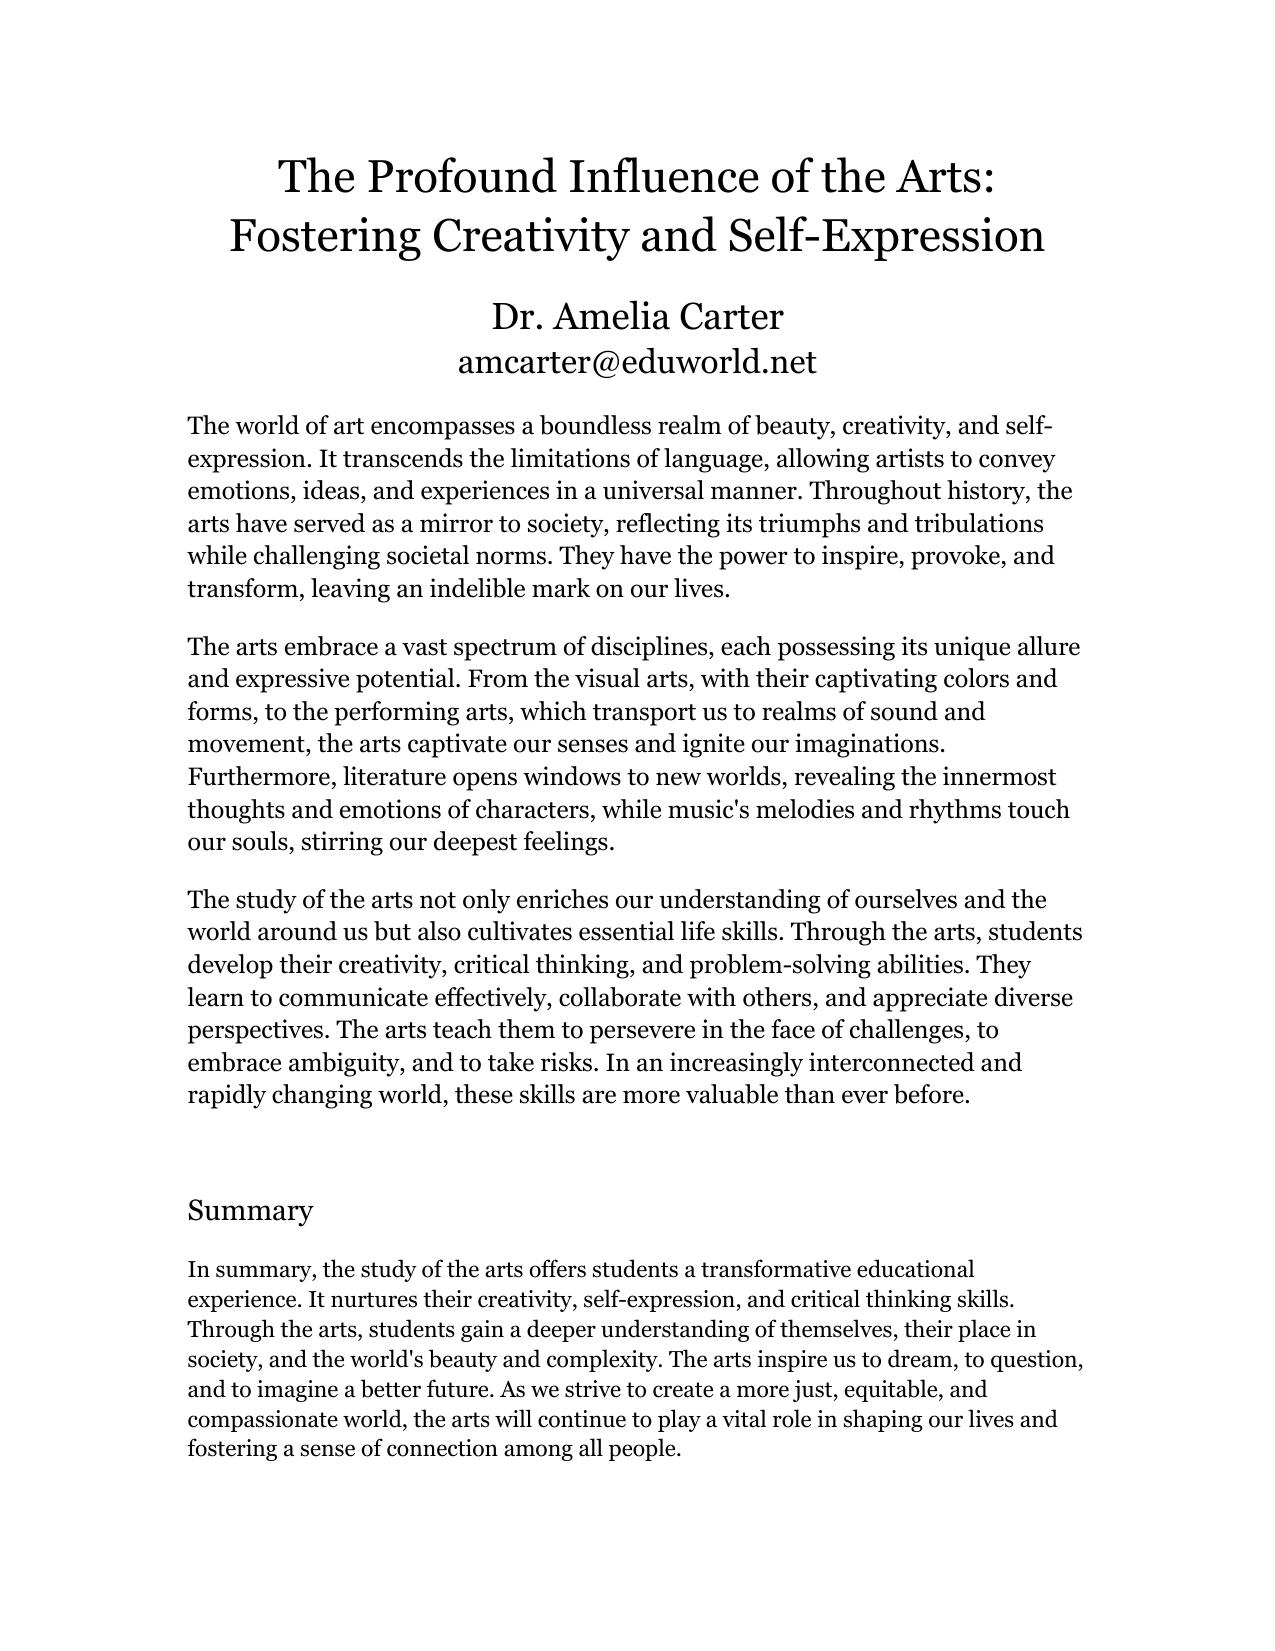 The Profound Influence of the Arts:
Fostering Creativity and Self-Expression
Dr. Amelia Carter
amcarter@eduworld.net
The world of art encompasses a boundless realm of beauty, creativity, and self-
expression. It transcends the limitations of language, allowing artists to convey
emotions, ideas, and experiences in a universal manner. Throughout history, the
arts have served as a mirror to society, reflecting its triumphs and tribulations
while challenging societal norms. They have the power to inspire, provoke, and
transform, leaving an indelible mark on our lives.
The arts embrace a vast spectrum of disciplines, each possessing its unique allure
and expressive potential. From the visual arts, with their captivating colors and
forms, to the performing arts, which transport us to realms of sound and
movement, the arts captivate our senses and ignite our imaginations.
Furthermore, literature opens windows to new worlds, revealing the innermost
thoughts and emotions of characters, while music's melodies and rhythms touch
our souls, stirring our deepest feelings.
The study of the arts not only enriches our understanding of ourselves and the
world around us but also cultivates essential life skills. Through the arts, students
develop their creativity, critical thinking, and problem-solving abilities. They
learn to communicate effectively, collaborate with others, and appreciate diverse
perspectives. The arts teach them to persevere in the face of challenges, to
embrace ambiguity, and to take risks. In an increasingly interconnected and
rapidly changing world, these skills are more valuable than ever before.
Summary
In summary, the study of the arts offers students a transformative educational
experience. It nurtures their creativity, self-expression, and critical thinking skills.
Through the arts, students gain a deeper understanding of themselves, their place in
society, and the world's beauty and complexity. The arts inspire us to dream, to question,
and to imagine a better future. As we strive to create a more just, equitable, and
compassionate world, the arts will continue to play a vital role in shaping our lives and
fostering a sense of connection among all people.